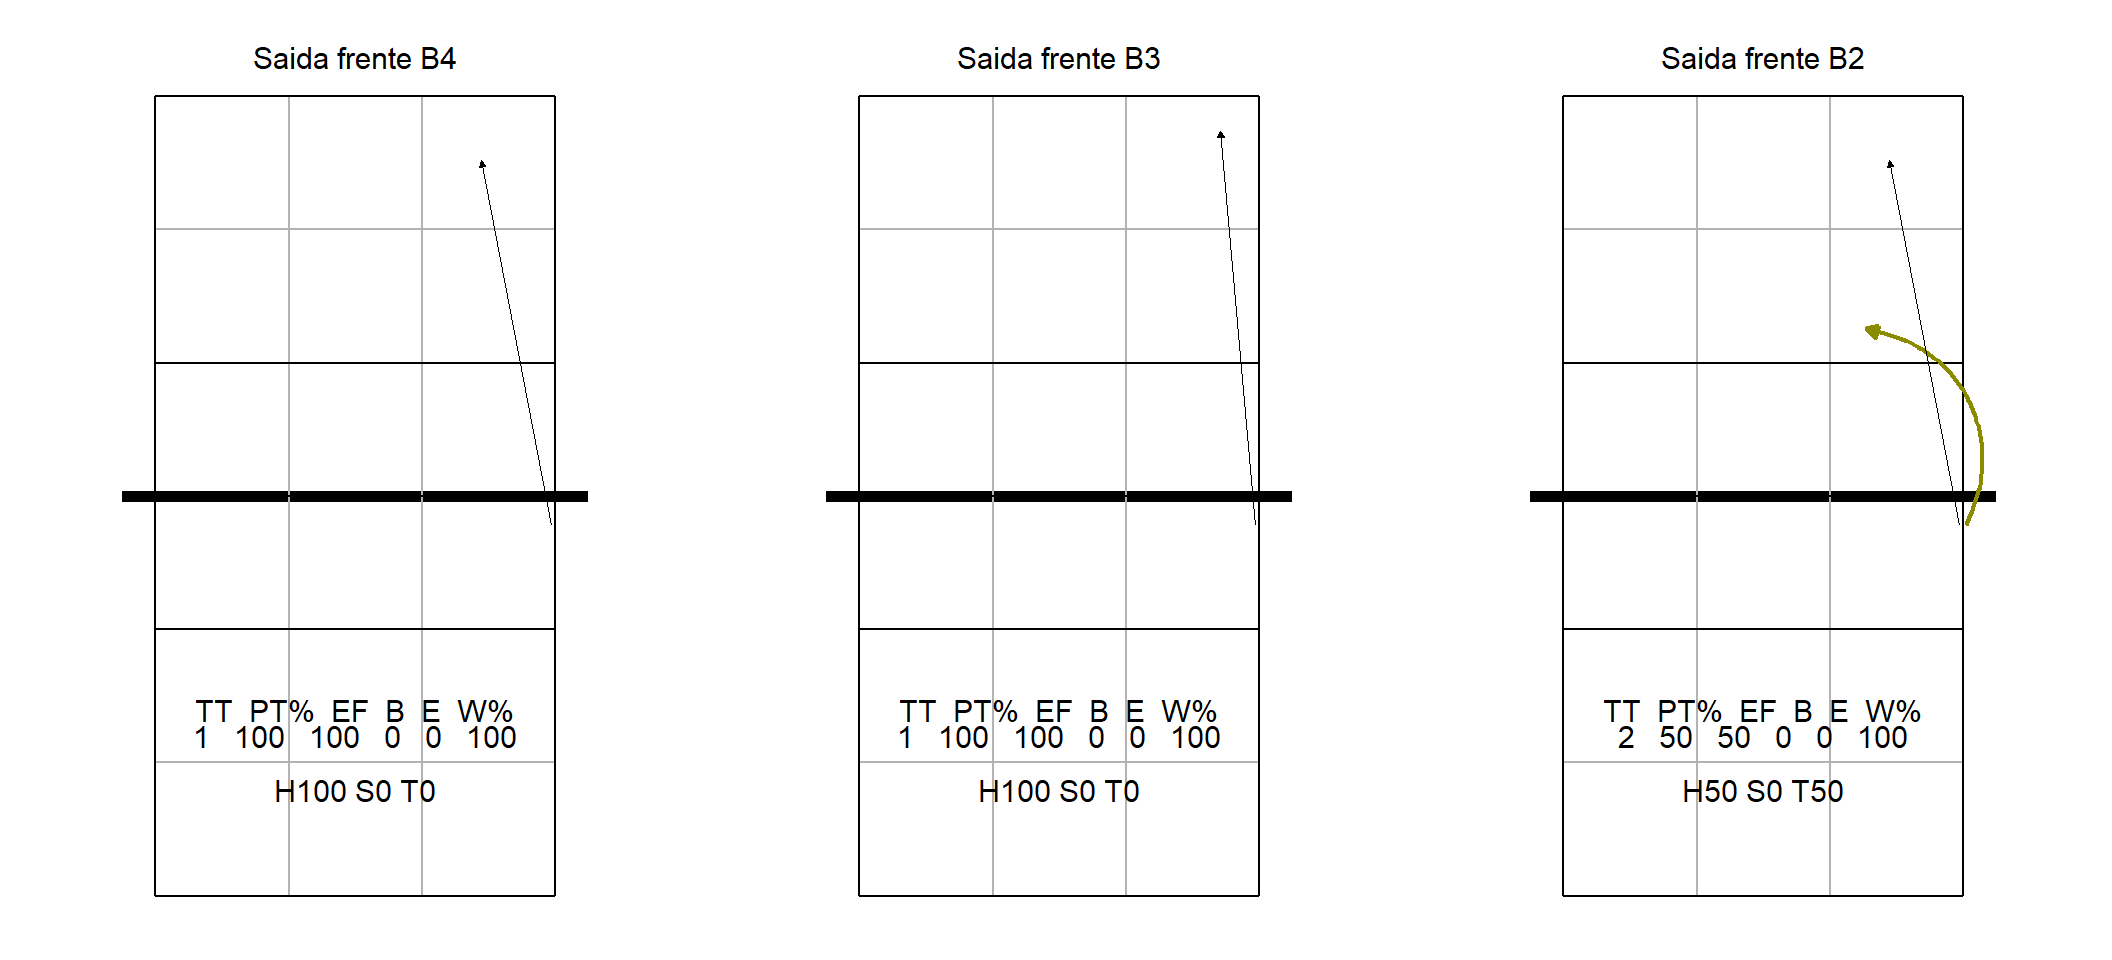 Saida frente B4
TT PT% EF B E W%
1 100 100 0 0 100
H100 S0 T0
Saida frente B3
TT PT% EF B E W%
1 100 100 0 0 100
H100 S0 T0
Saida frente B2
TT PT% EF B E W%
2 50 50 0 0 100
H50 S0 T50